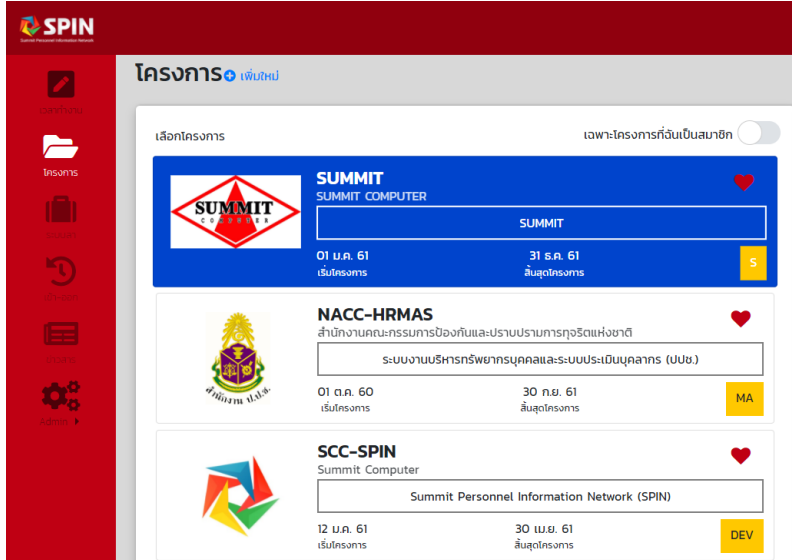 SPIN
Summit Personnel Information Network
โครงการ เพิ่มใหม่
โครงการ
Admin
เลือกโครงการ
เฉพาะโครงการที่ฉันเป็นสมาชิก
SUMMIT
COMPUTER
SUMMIT
SUMMIT COMPUTER
SUMMIT
01 ม.ค. 61
31 ธ.ค. 61
เริ่มโครงการ
สิ้นสุดโครงการ
S
สำนักงาน ป.ป.ช.
NACC-HRMAS
สำนักงานคณะกรรมการป้องกันและปราบปรามการทุจริตแห่งชาติ
ระบบงานบริหารทรัพยากรบุคคลและระบบประเมินบุคลากร (ปปช.)
01 ต.ค. 60
30 ก.ย. 61
เริ่มโครงการ
สิ้นสุดโครงการ
MA
SCC-SPIN
Summit Computer
Summit Personnel Information Network (SPIN)
12 ม.ค. 61
30 เม.ย. 61
เริ่มโครงการ
สิ้นสุดโครงการ
DEV